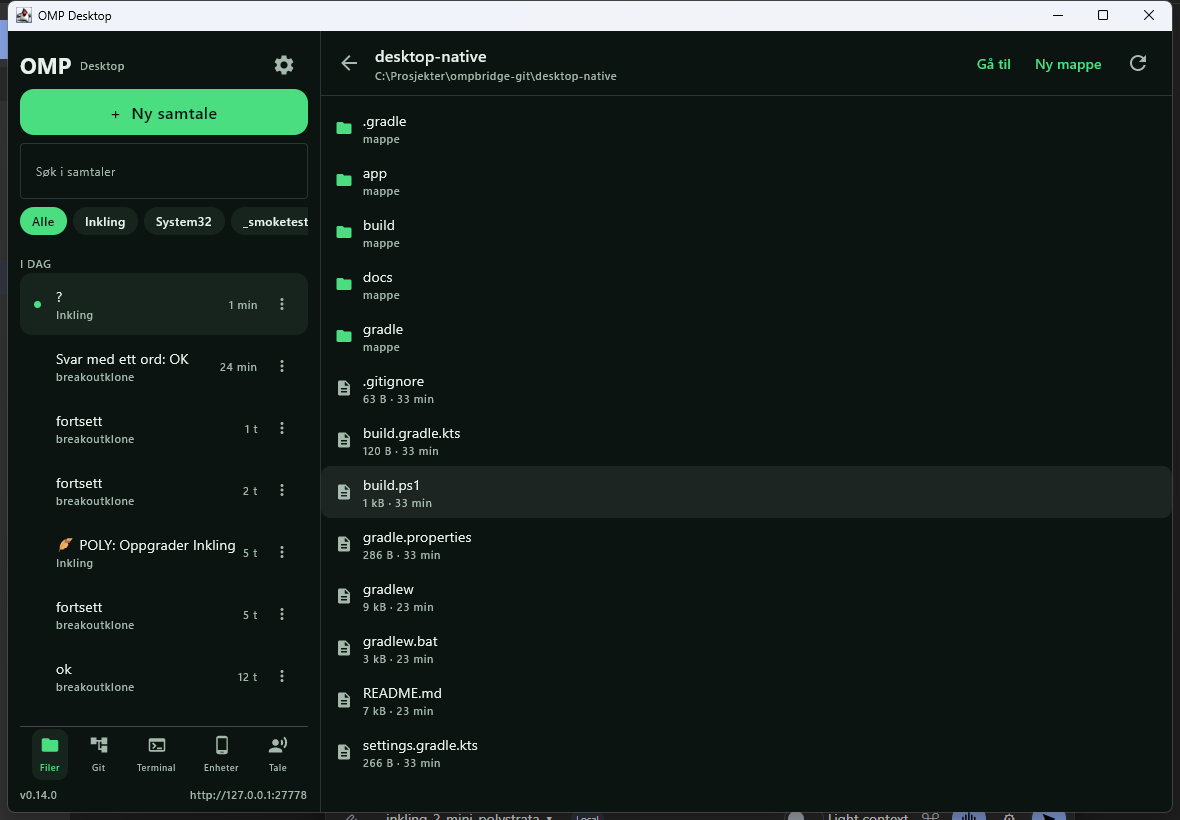 OMP Desktop
OMP Desktop
+ Ny samtale
Søk i samtaler
Alle Inkling System32 _smoketest
I DAG
?
Inkling
1 min
Svar med ett ord: OK
breakoutklone
24 min
fortsett
breakoutklone
1 t
fortsett
breakoutklone
2 t
POLY: Oppgrader Inkling
Inkling
5 t
fortsett
breakoutklone
5 t
ok
breakoutklone
12 t
Filer Git Terminal Enheter Tale
v0.14.0 http://127.0.0.1:27778
desktop-native
C:\Prosjekter\ompbridge-git\desktop-native
Gå til Ny mappe
.gradle
mappe
app
mappe
build
mappe
docs
mappe
gradle
mappe
.gitignore
63 B · 33 min
build.gradle.kts
120 B · 33 min
build.ps1
1 kB · 33 min
gradle.properties
286 B · 33 min
gradlew
9 kB · 23 min
gradlew.bat
3 kB · 23 min
README.md
7 kB · 23 min
settings.gradle.kts
266 B · 33 min
Local Light context